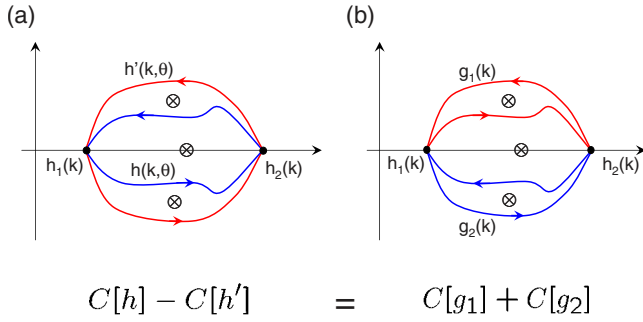 (a)
(b)
h'(k,θ)
g₁(k)
h₁(k)
h(k,θ)
h₂(k)
h₁(k)
h₂(k)
g₂(k)
C[h] − C[h′] = C[g₁] + C[g₂]